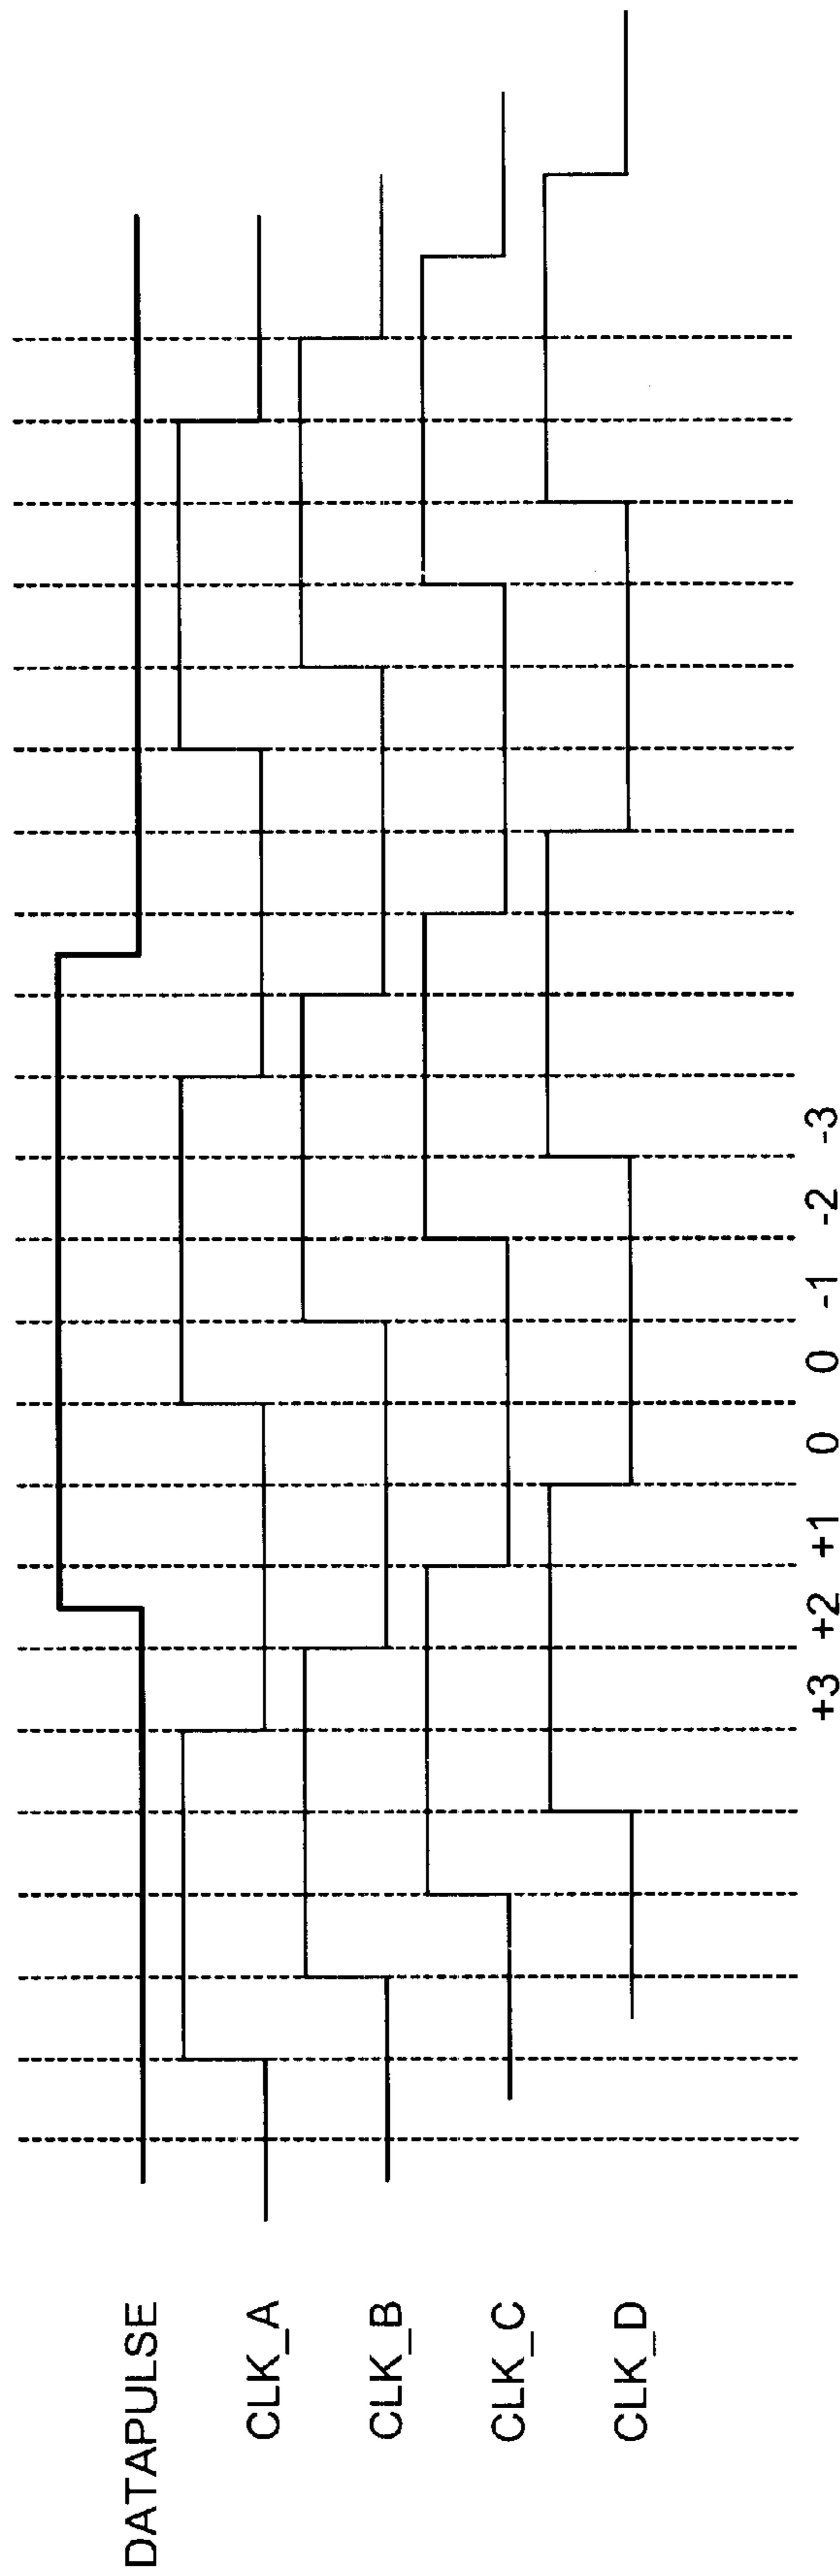 DATAPULSE
CLK_A
CLK_B
CLK_C
CLK_D
+3 +2 +1 0 0 -1 -2 -3